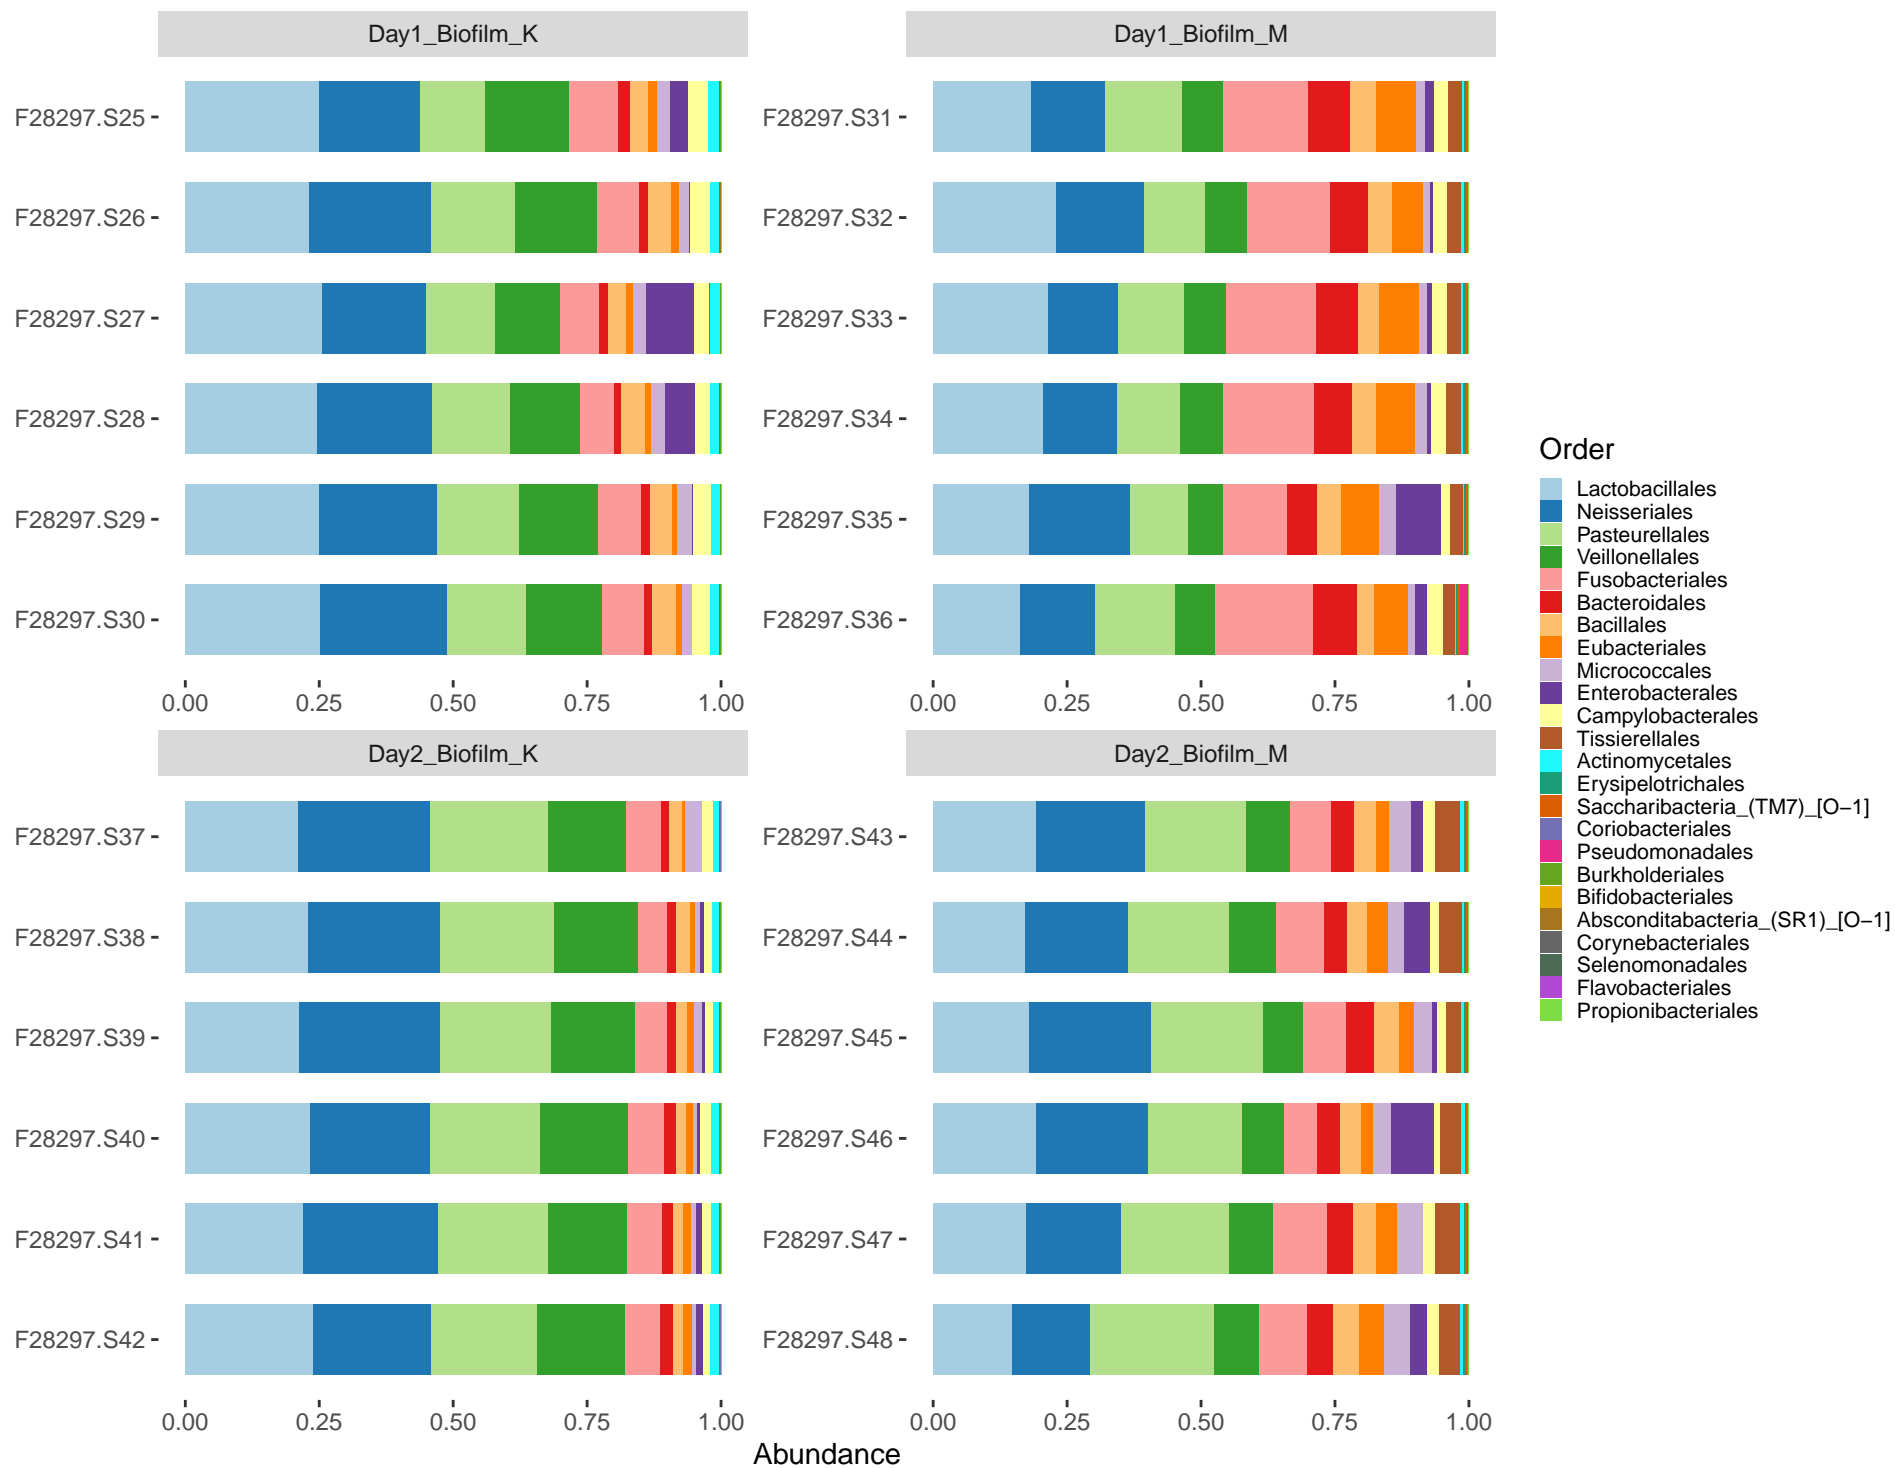 Day1_Biofilm_K
Day1_Biofilm_M
F28297.S25
F28297.S31
F28297.S26
F28297.S32
F28297.S27
F28297.S33
F28297.S28
F28297.S34
F28297.S29
F28297.S35
F28297.S30
F28297.S36
0.00 0.25 0.50 0.75 1.00
0.00 0.25 0.50 0.75 1.00
Day2_Biofilm_K
Day2_Biofilm_M
F28297.S37
F28297.S43
F28297.S38
F28297.S44
F28297.S39
F28297.S45
F28297.S40
F28297.S46
F28297.S41
F28297.S47
F28297.S42
F28297.S48
0.00 0.25 0.50 0.75 1.00
0.00 0.25 0.50 0.75 1.00
Abundance
Order
Lactobacillales
Neisseriales
Pasteurellales
Veillonellales
Fusobacteriales
Bacteroidales
Bacillales
Eubacteriales
Micrococcales
Enterobacterales
Campylobacterales
Tissierellales
Actinomycetales
Erysipelotrichales
Saccharibacteria_(TM7)_[O−1]
Coriobacteriales
Pseudomonadales
Burkholderiales
Bifidobacteriales
Absconditabacteria_(SR1)_[O−1]
Corynebacteriales
Selenomonadales
Flavobacteriales
Propionibacteriales